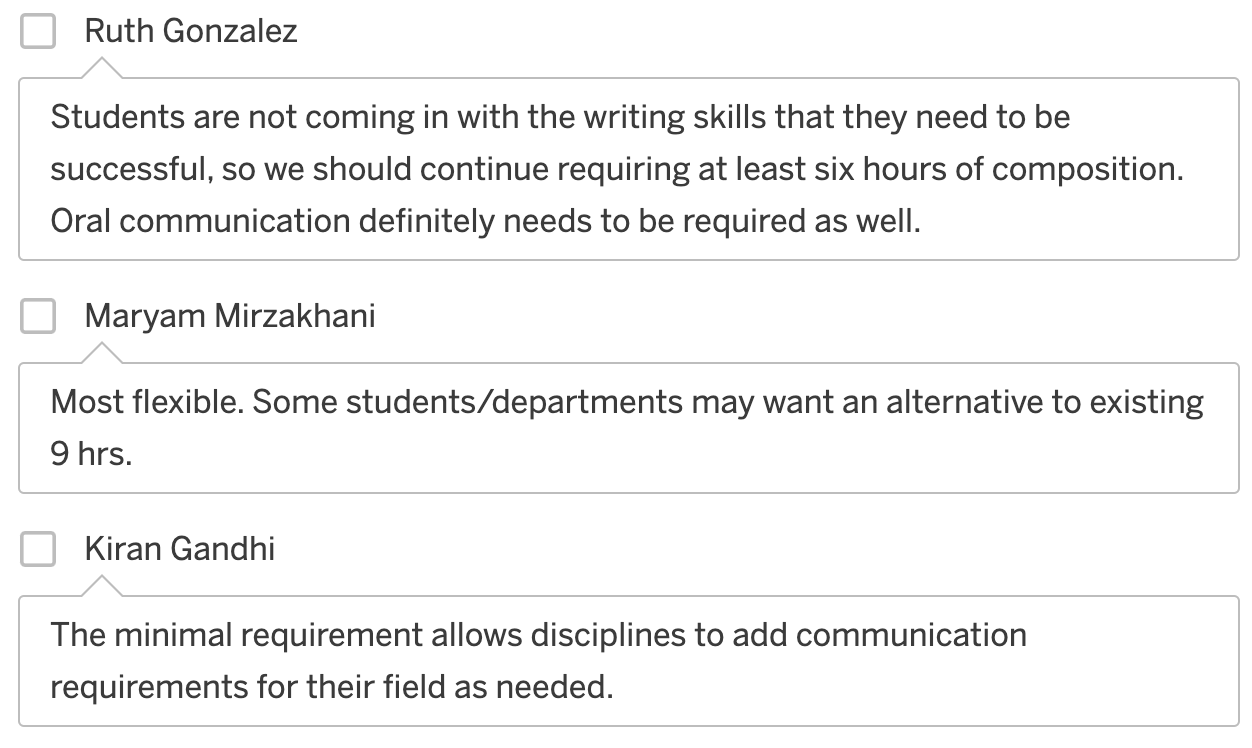 Ruth Gonzalez
Students are not coming in with the writing skills that they need to be
successful, so we should continue requiring at least six hours of composition.
Oral communication definitely needs to be required as well.
Maryam Mirzakhani
Most flexible. Some students/departments may want an alternative to existing
9 hrs.
Kiran Gandhi
The minimal requirement allows disciplines to add communication
requirements for their field as needed.